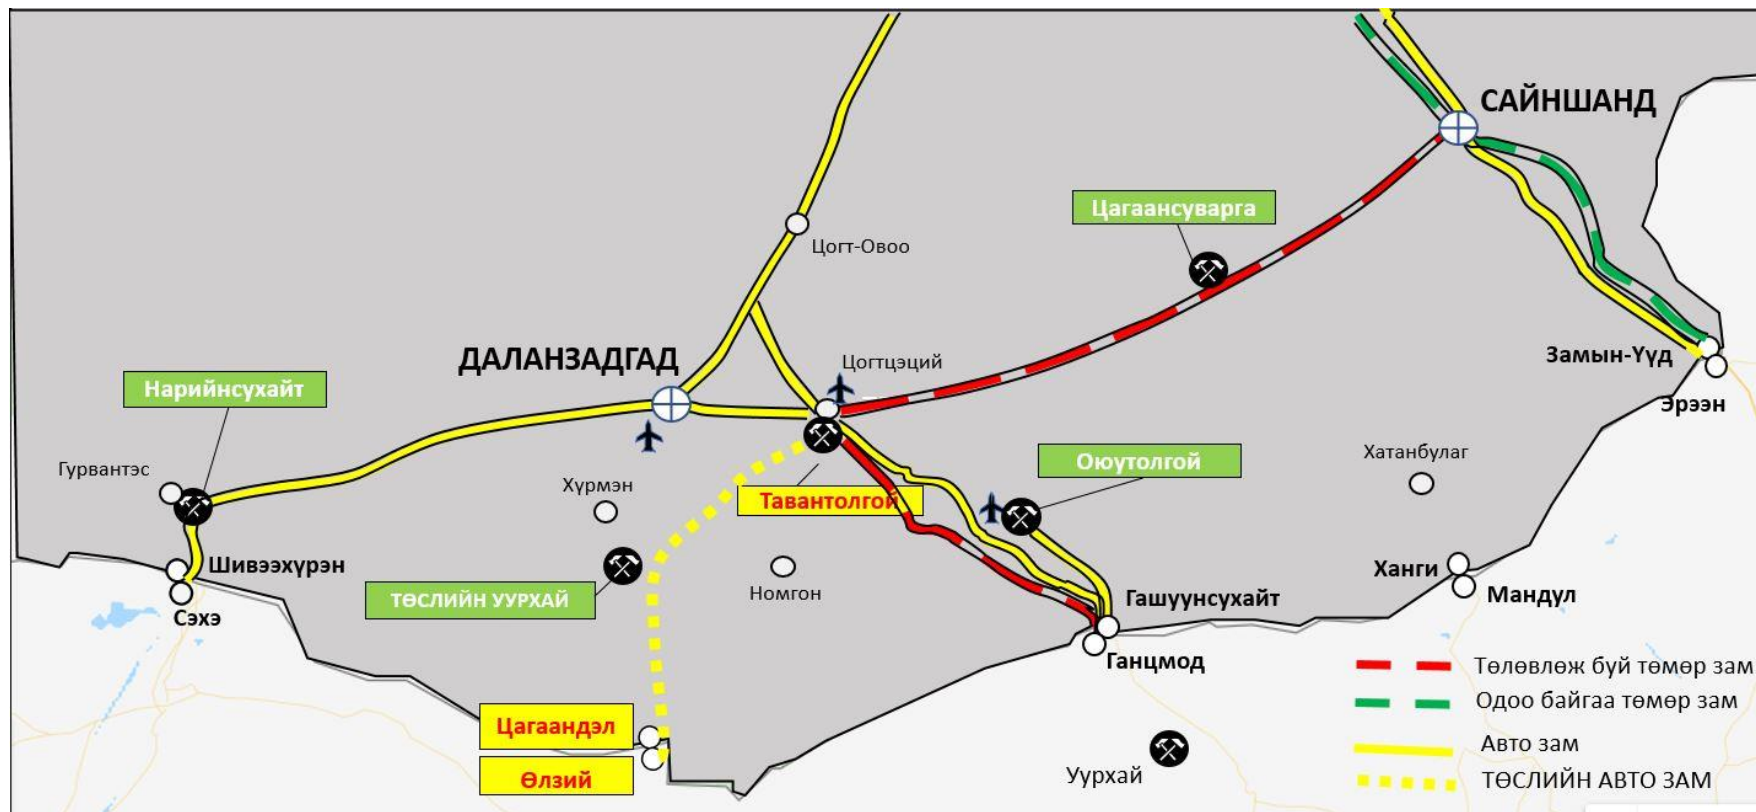 САЙНШАНД
Цагаансуварга
Цогт-Овоо
ДАЛАНЗАДГАД
Цогтцэций
Замын-Үүд
Нарийнсухайт
Эрээн
Оюутолгой
Хатанбулаг
Гурвантэс
Хүрмэн
Тавантолгой
Шивээхүрэн
Ханги
ТӨСЛИЙН УУРХАЙ
Номгон
Гашуунсухайт
Мандул
Сэхэ
Ганцмод
Төлөвлөж буй төмөр зам
Одоо байгаа төмөр зам
Цагаандэл
Авто зам
Өлзий
Уурхай
ТӨСЛИЙН АВТО ЗАМ